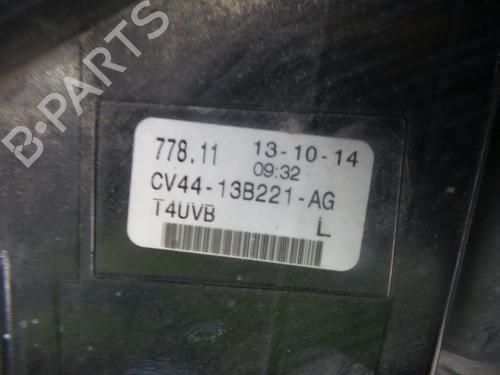 B-PARTS
778.11 13-10-14
09:32
CV44-13B221-AG
T4UVB L